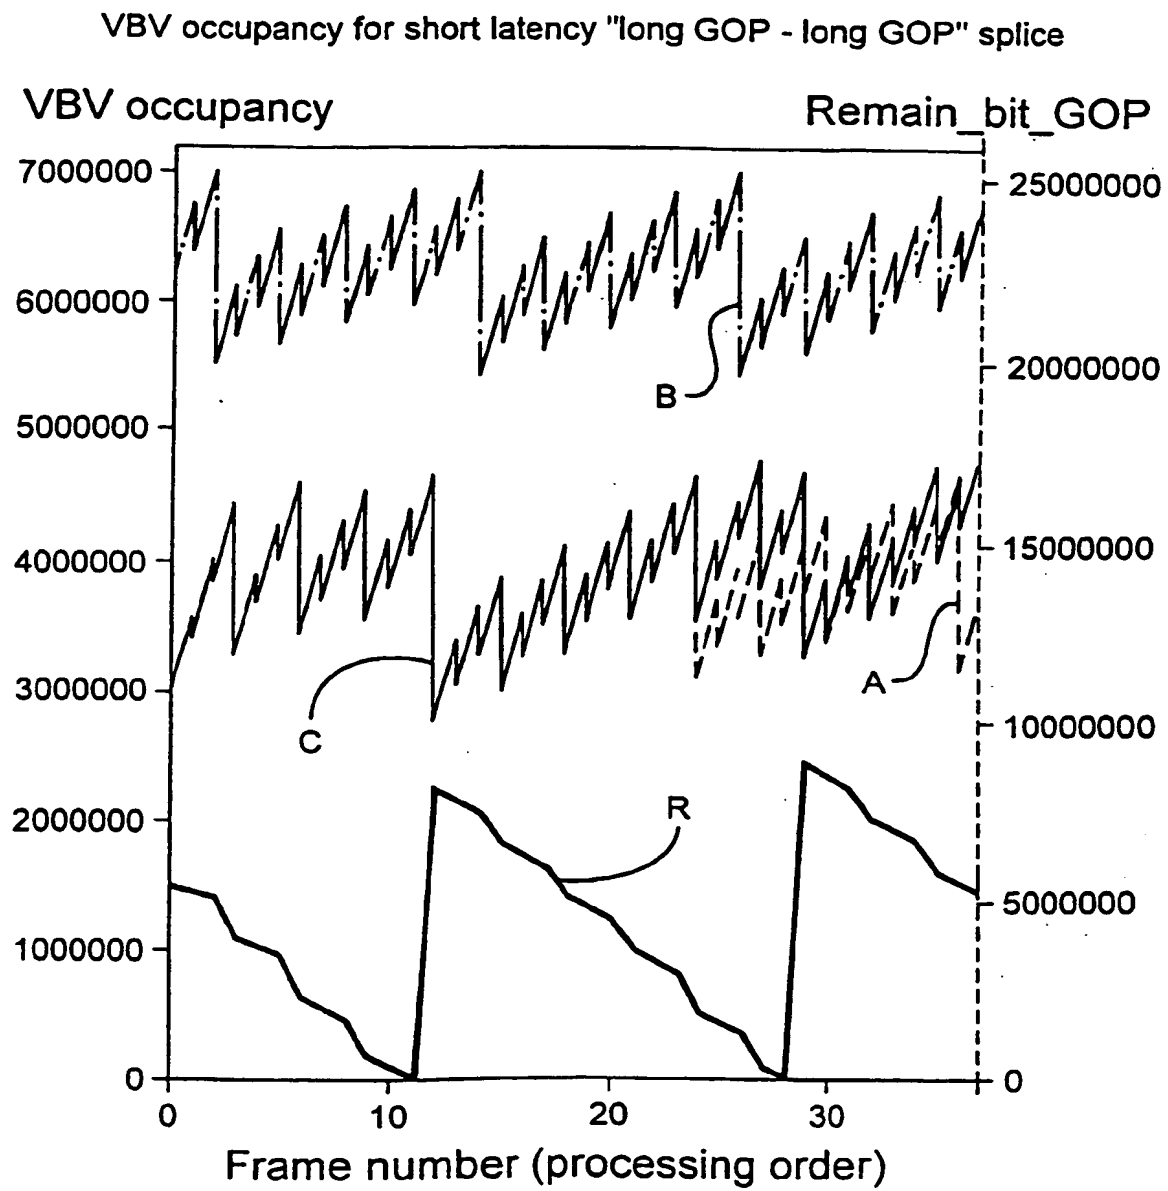 VBV occupancy for short latency "long GOP - long GOP" splice
VBV occupancy
Remain_bit_GOP
7000000
6000000
5000000
4000000
3000000
2000000
1000000
0
25000000
20000000
15000000
10000000
5000000
0
B
A
C
R
0
10
20
30
Frame number (processing order)